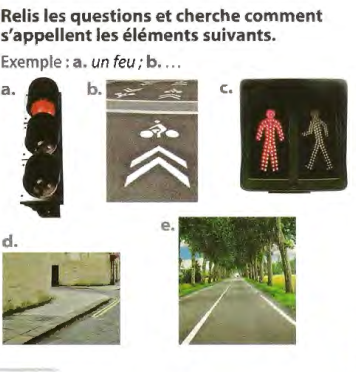 Relis les questions et cherche comment
s'appellent les éléments suivants.
Exemple : a. un feu ; b. ...
a.
b.
c.
d.
e.